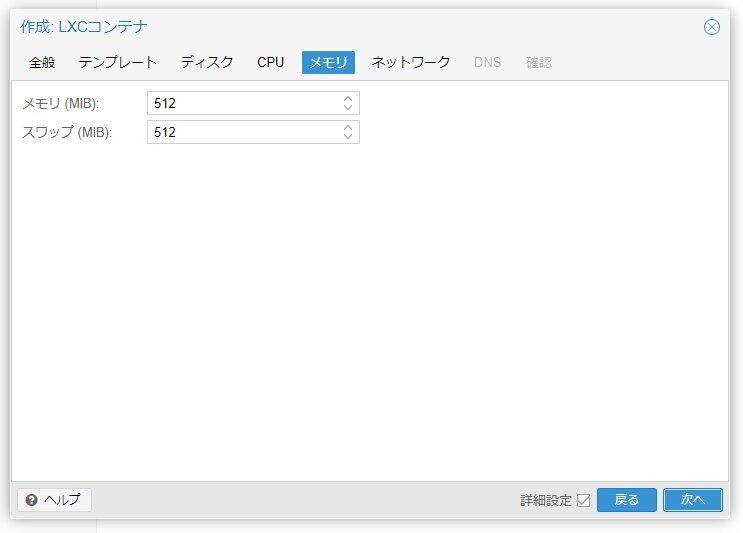 作成: LXCコンテナ
全般 テンプレート ディスク CPU メモリ ネットワーク DNS 確認
メモリ (MiB): 512
スワップ (MiB): 512
ヘルプ 詳細設定 戻る 次へ